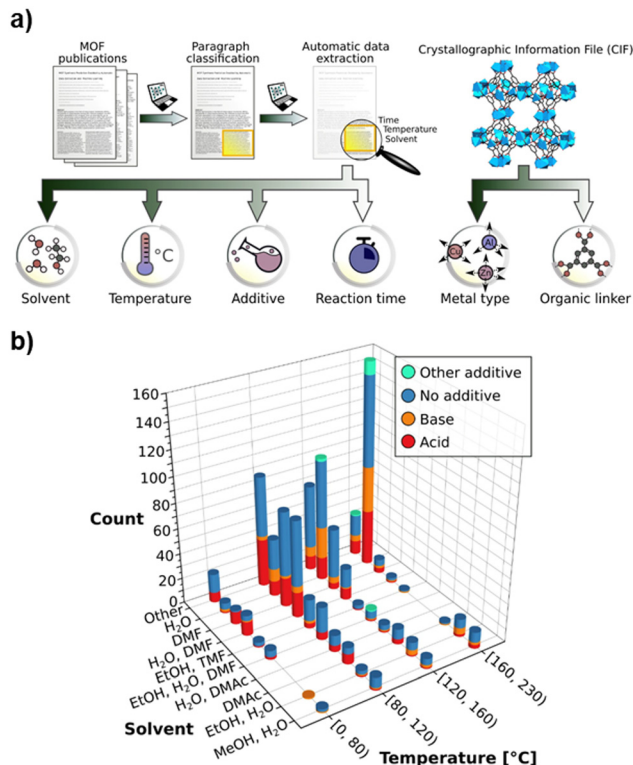 a)
MOF
publications
Paragraph
classification
Automatic data
extraction
Crystallographic Information File (CIF)
Time
Temperature
Solvent
°C
Cu
Al
Zn
Solvent
Temperature
Additive
Reaction time
Metal type
Organic linker
b)
Other additive
No additive
Base
Acid
160
140
120
100
80
60
40
20
0
Count
Other
H₂O
DMF
H₂O, DMF
EtOH, TMF
EtOH, H₂O, DMF
H₂O, DMAc
DMAc
EtOH, H₂O
MeOH, H₂O
Solvent
[0, 80)
[80, 120)
[120, 160)
[160, 230)
Temperature [°C]